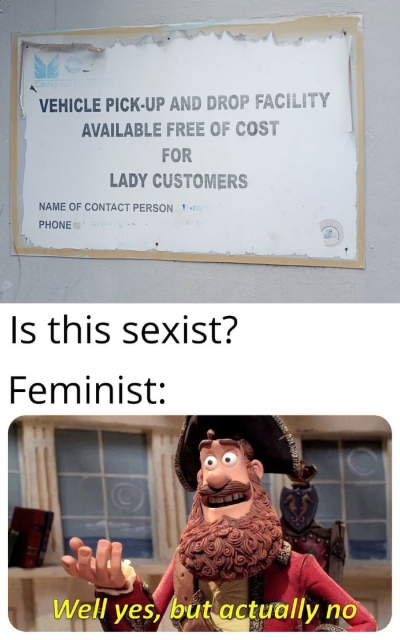 VEHICLE PICK-UP AND DROP FACILITY
AVAILABLE FREE OF COST
FOR
LADY CUSTOMERS
NAME OF CONTACT PERSON
PHONE
Is this sexist?
Feminist:
Well yes, but actually no